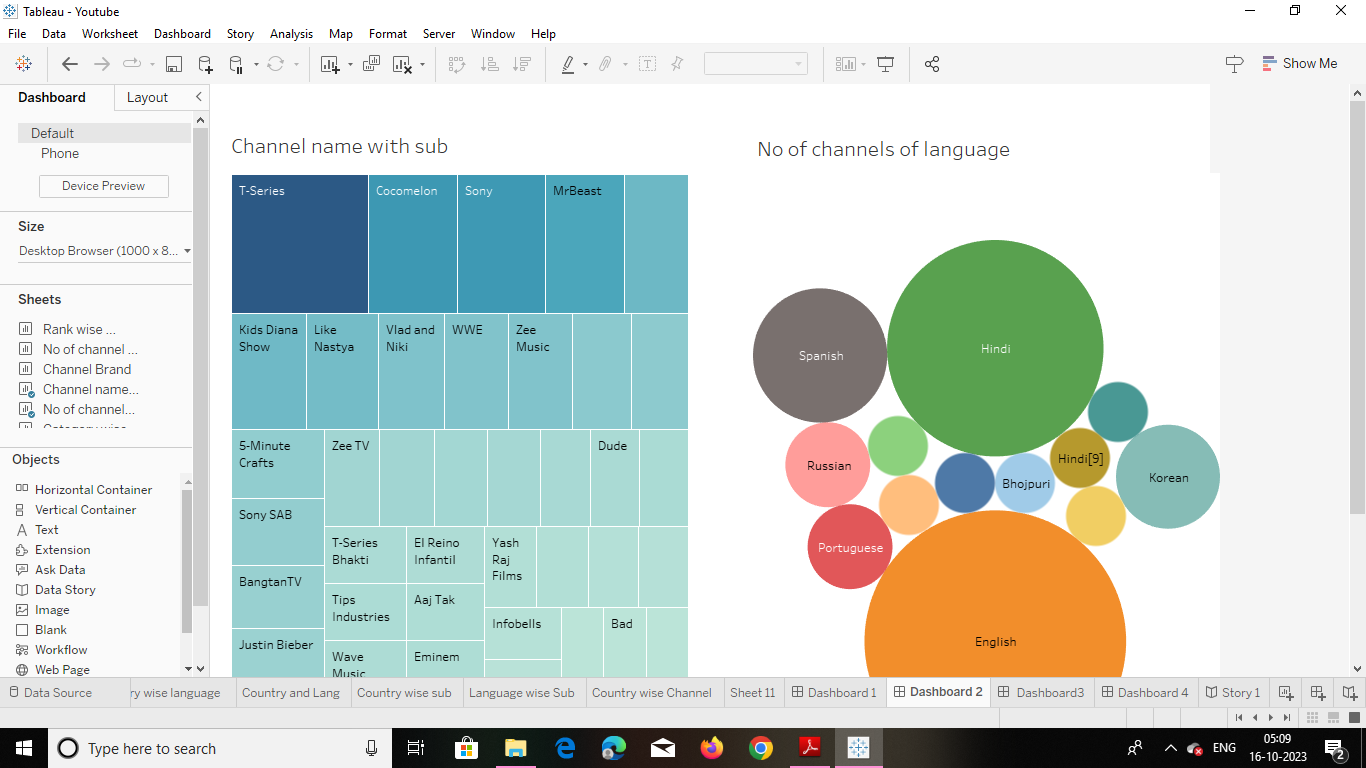 Tableau - Youtube
File Data Worksheet Dashboard Story Analysis Map Format Server Window Help
Show Me
Dashboard Layout
Default
Phone
Device Preview
Size
Desktop Browser (1000 x 8...
Sheets
Rank wise ...
No of channel ...
Channel Brand
Channel name...
No of channel...
Objects
Horizontal Container
Vertical Container
Text
Extension
Ask Data
Data Story
Image
Blank
Workflow
Web Page
Channel name with sub
T-Series
Cocomelon
Sony
MrBeast
Kids Diana
Show
Like
Nastya
Vlad and
Niki
WWE
Zee
Music
5-Minute
Crafts
Zee TV
Dude
Sony SAB
T-Series
Bhakti
El Reino
Infantil
Yash
Raj
Films
BangtanTV
Tips
Industries
Aaj Tak
Infobells
Bad
Justin Bieber
Wave
Music
Eminem
No of channels of language
Hindi
Spanish
Russian
Hindi[9]
Bhojpuri
Korean
Portuguese
English
Data Source
ry wise language
Country and Lang
Country wise sub
Language wise Sub
Country wise Channel
Sheet 11
Dashboard 1
Dashboard 2
Dashboard3
Dashboard 4
Story 1
Type here to search
ENG
05:09
16-10-2023
2